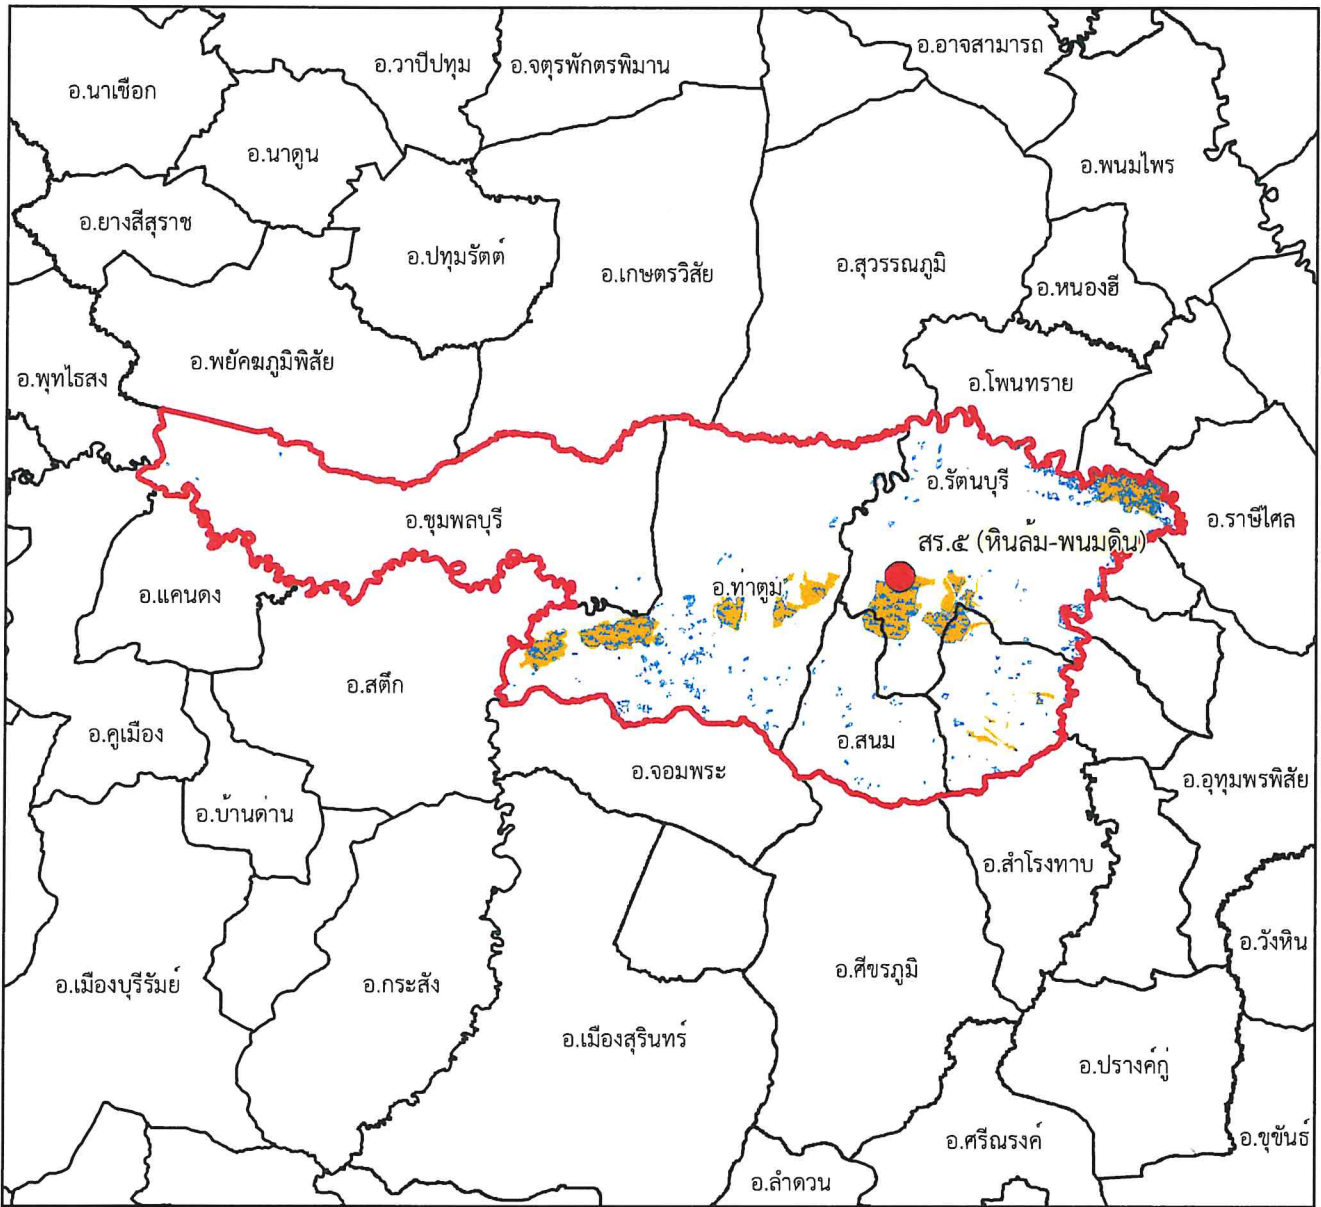 อ.อาจสามารถ
อ.วาปีปทุม
อ.จตุรพักตรพิมาน
อ.นาเชือก
อ.นาดูน
อ.พนมไพร
อ.ยางสีสุราช
อ.ปทุมรัตต์
อ.เกษตรวิสัย
อ.สุวรรณภูมิ
อ.หนองฮี
อ.พยัคฆภูมิพิสัย
อ.พุทไธสง
อ.โพนทราย
อ.รัตนบุรี
อ.ชุมพลบุรี
อ.ราษีไศล
สร.๕ (หินล้ม-พนมดิน)
อ.ท่าตูม
อ.แคนดง
อ.สตึก
อ.คูเมือง
อ.สนม
อ.จอมพระ
อ.อุทุมพรพิสัย
อ.บ้านด่าน
อ.สำโรงทาบ
อ.วังหิน
อ.ศีขรภูมิ
อ.เมืองบุรีรัมย์
อ.กระสัง
อ.เมืองสุรินทร์
อ.ปรางค์กู่
อ.ศรีณรงค์
อ.ขุขันธ์
อ.ลำดวน